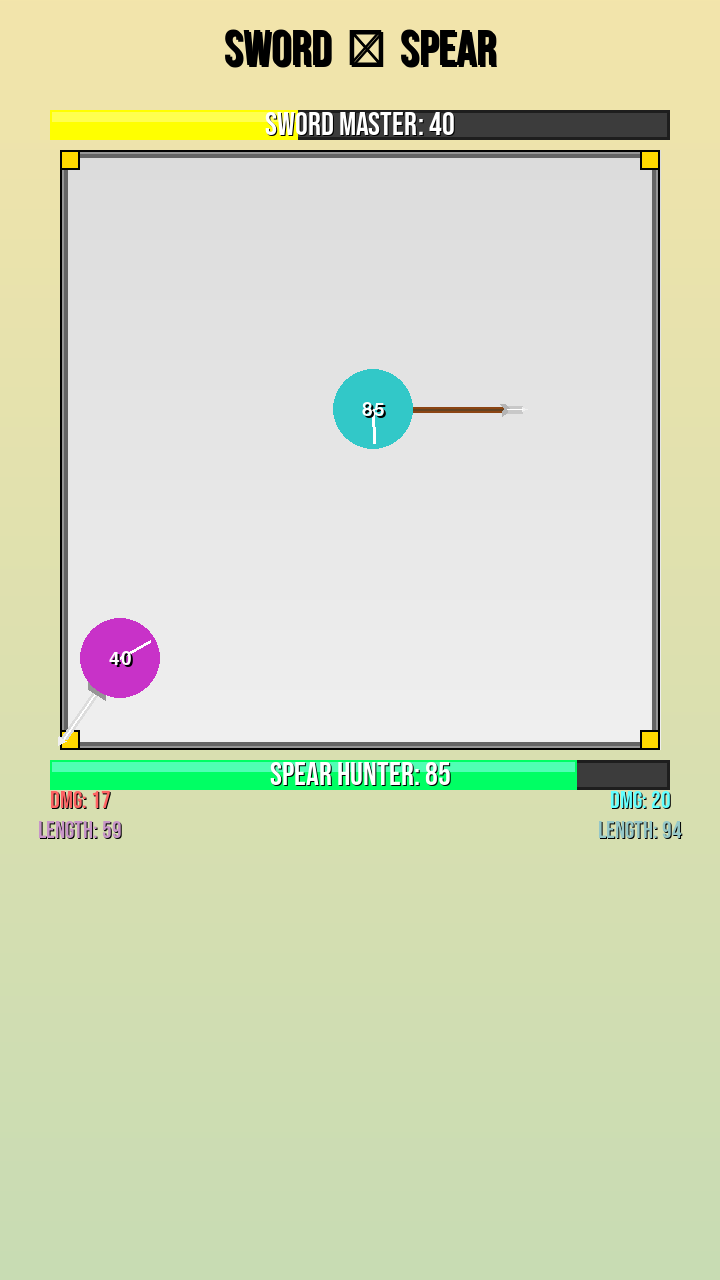 SWORD ☒ SPEAR
SWORD MASTER: 40
85
40
SPEAR HUNTER: 85
DMG: 17
DMG: 20
LENGTH: 59
LENGTH: 94